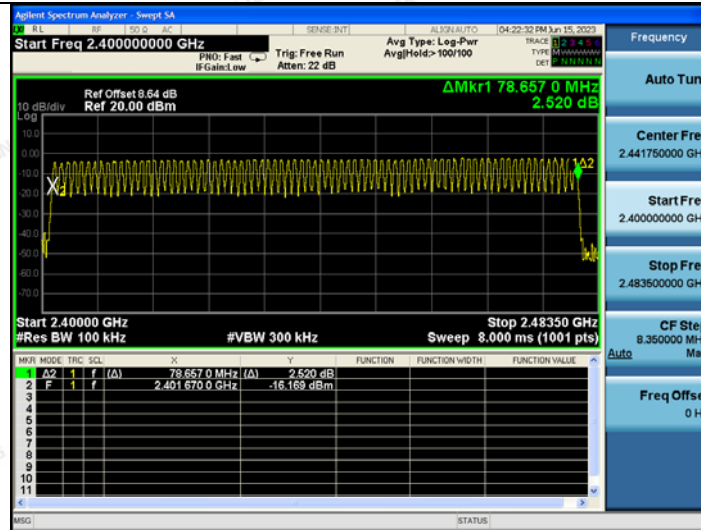 Agilent Spectrum Analyzer - Swept SA
RL RF 50 Ω AC SENSE:INT ALIGN AUTO 04:22:32 PM Jun 15, 2023
Start Freq 2.400000000 GHz
PNO: Fast
IFGain:Low
Trig: Free Run
Atten: 22 dB
Avg Type: Log-Pwr
Avg|Hold:> 100/100
TRACE 1 2 3 4 5 6
TYPE M
DET P N N N N N
Ref Offset 8.64 dB
Ref 20.00 dBm
10 dB/div
Log
ΔMkr1 78.657 0 MHz
2.520 dB
10.0
0.00
-10.0
-20.0
-30.0
-40.0
-50.0
-60.0
-70.0
1Δ2
2
Start 2.40000 GHz Stop 2.48350 GHz
#Res BW 100 kHz #VBW 300 kHz Sweep 8.000 ms (1001 pts)
MKR MODE TRC SCL X Y FUNCTION FUNCTION WIDTH FUNCTION VALUE
1 Δ2 1 f (Δ) 78.657 0 MHz (Δ) 2.520 dB
2 F 1 f 2.401 670 0 GHz -16.169 dBm
3
4
5
6
7
8
9
10
11
MSG STATUS
Frequency
Auto Tun
Center Fre
2.441750000 GH
Start Fre
2.400000000 GH
Stop Fre
2.483500000 GH
CF Ste
8.350000 MH
Auto Ma
Freq Offse
0 H